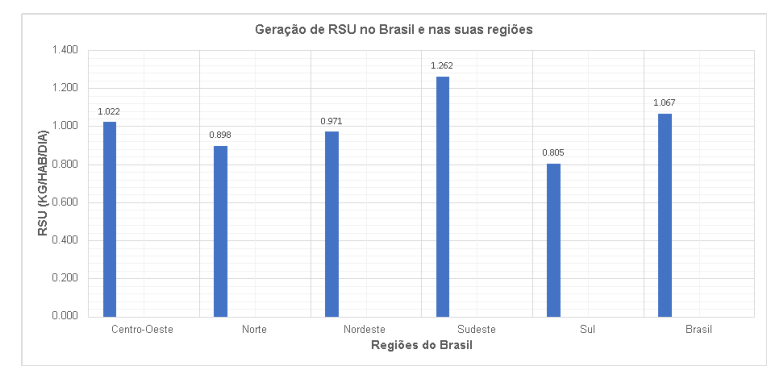 Geração de RSU no Brasil e nas suas regiões
RSU (KG/HAB/DIA)
1.400
1.200
1.000
0.800
0.600
0.400
0.200
0.000
1.022
0.898
0.971
1.262
0.805
1.067
Centro-Oeste
Norte
Nordeste
Sudeste
Sul
Brasil
Regiões do Brasil